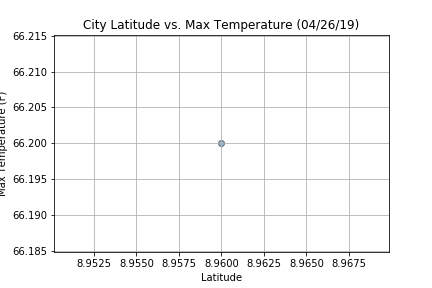 City Latitude vs. Max Temperature (04/26/19)
66.215
66.210
66.205
66.200
66.195
66.190
66.185
Max Temperature (F)
8.9525 8.9550 8.9575 8.9600 8.9625 8.9650 8.9675
Latitude